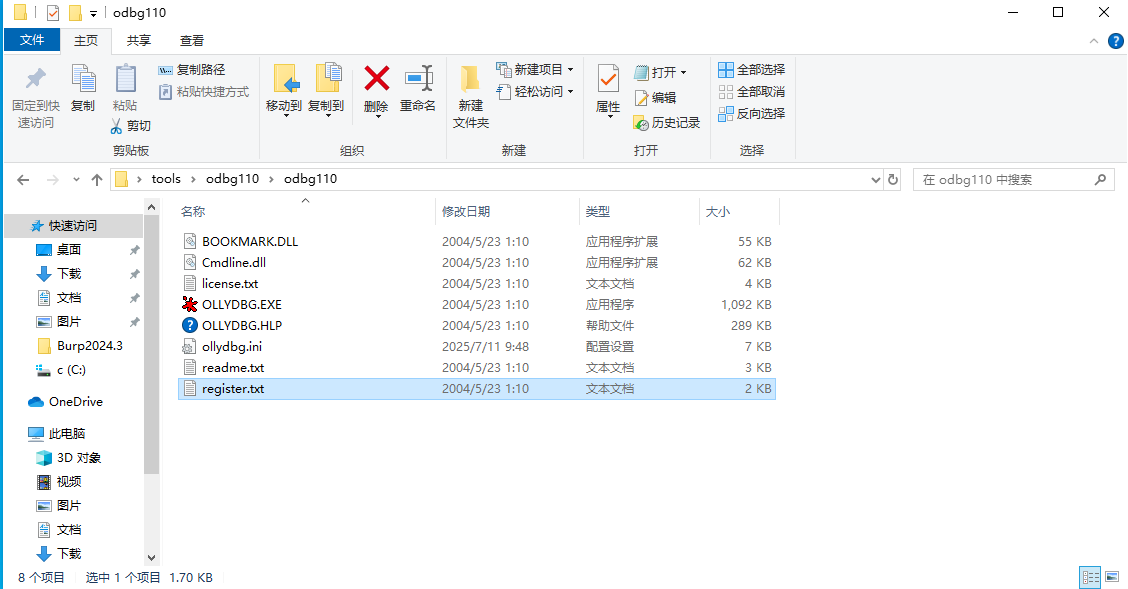 odbg110
文件 主页 共享 查看
固定到快速访问
复制
粘贴
复制路径
粘贴快捷方式
剪切
剪贴板
移动到
复制到
删除
重命名
组织
新建文件夹
新建项目
轻松访问
新建
属性
打开
编辑
历史记录
打开
全部选择
全部取消
反向选择
选择
tools odbg110 odbg110
在 odbg110 中搜索
快速访问
桌面
下载
文档
图片
Burp2024.3
c (C:)
OneDrive
此电脑
3D 对象
视频
图片
文档
下载
名称 修改日期 类型 大小
BOOKMARK.DLL 2004/5/23 1:10 应用程序扩展 55 KB
Cmdline.dll 2004/5/23 1:10 应用程序扩展 62 KB
license.txt 2004/5/23 1:10 文本文档 4 KB
OLLYDBG.EXE 2004/5/23 1:10 应用程序 1,092 KB
OLLYDBG.HLP 2004/5/23 1:10 帮助文件 289 KB
ollydbg.ini 2025/7/11 9:48 配置设置 7 KB
readme.txt 2004/5/23 1:10 文本文档 3 KB
register.txt 2004/5/23 1:10 文本文档 2 KB
8 个项目 选中 1 个项目 1.70 KB